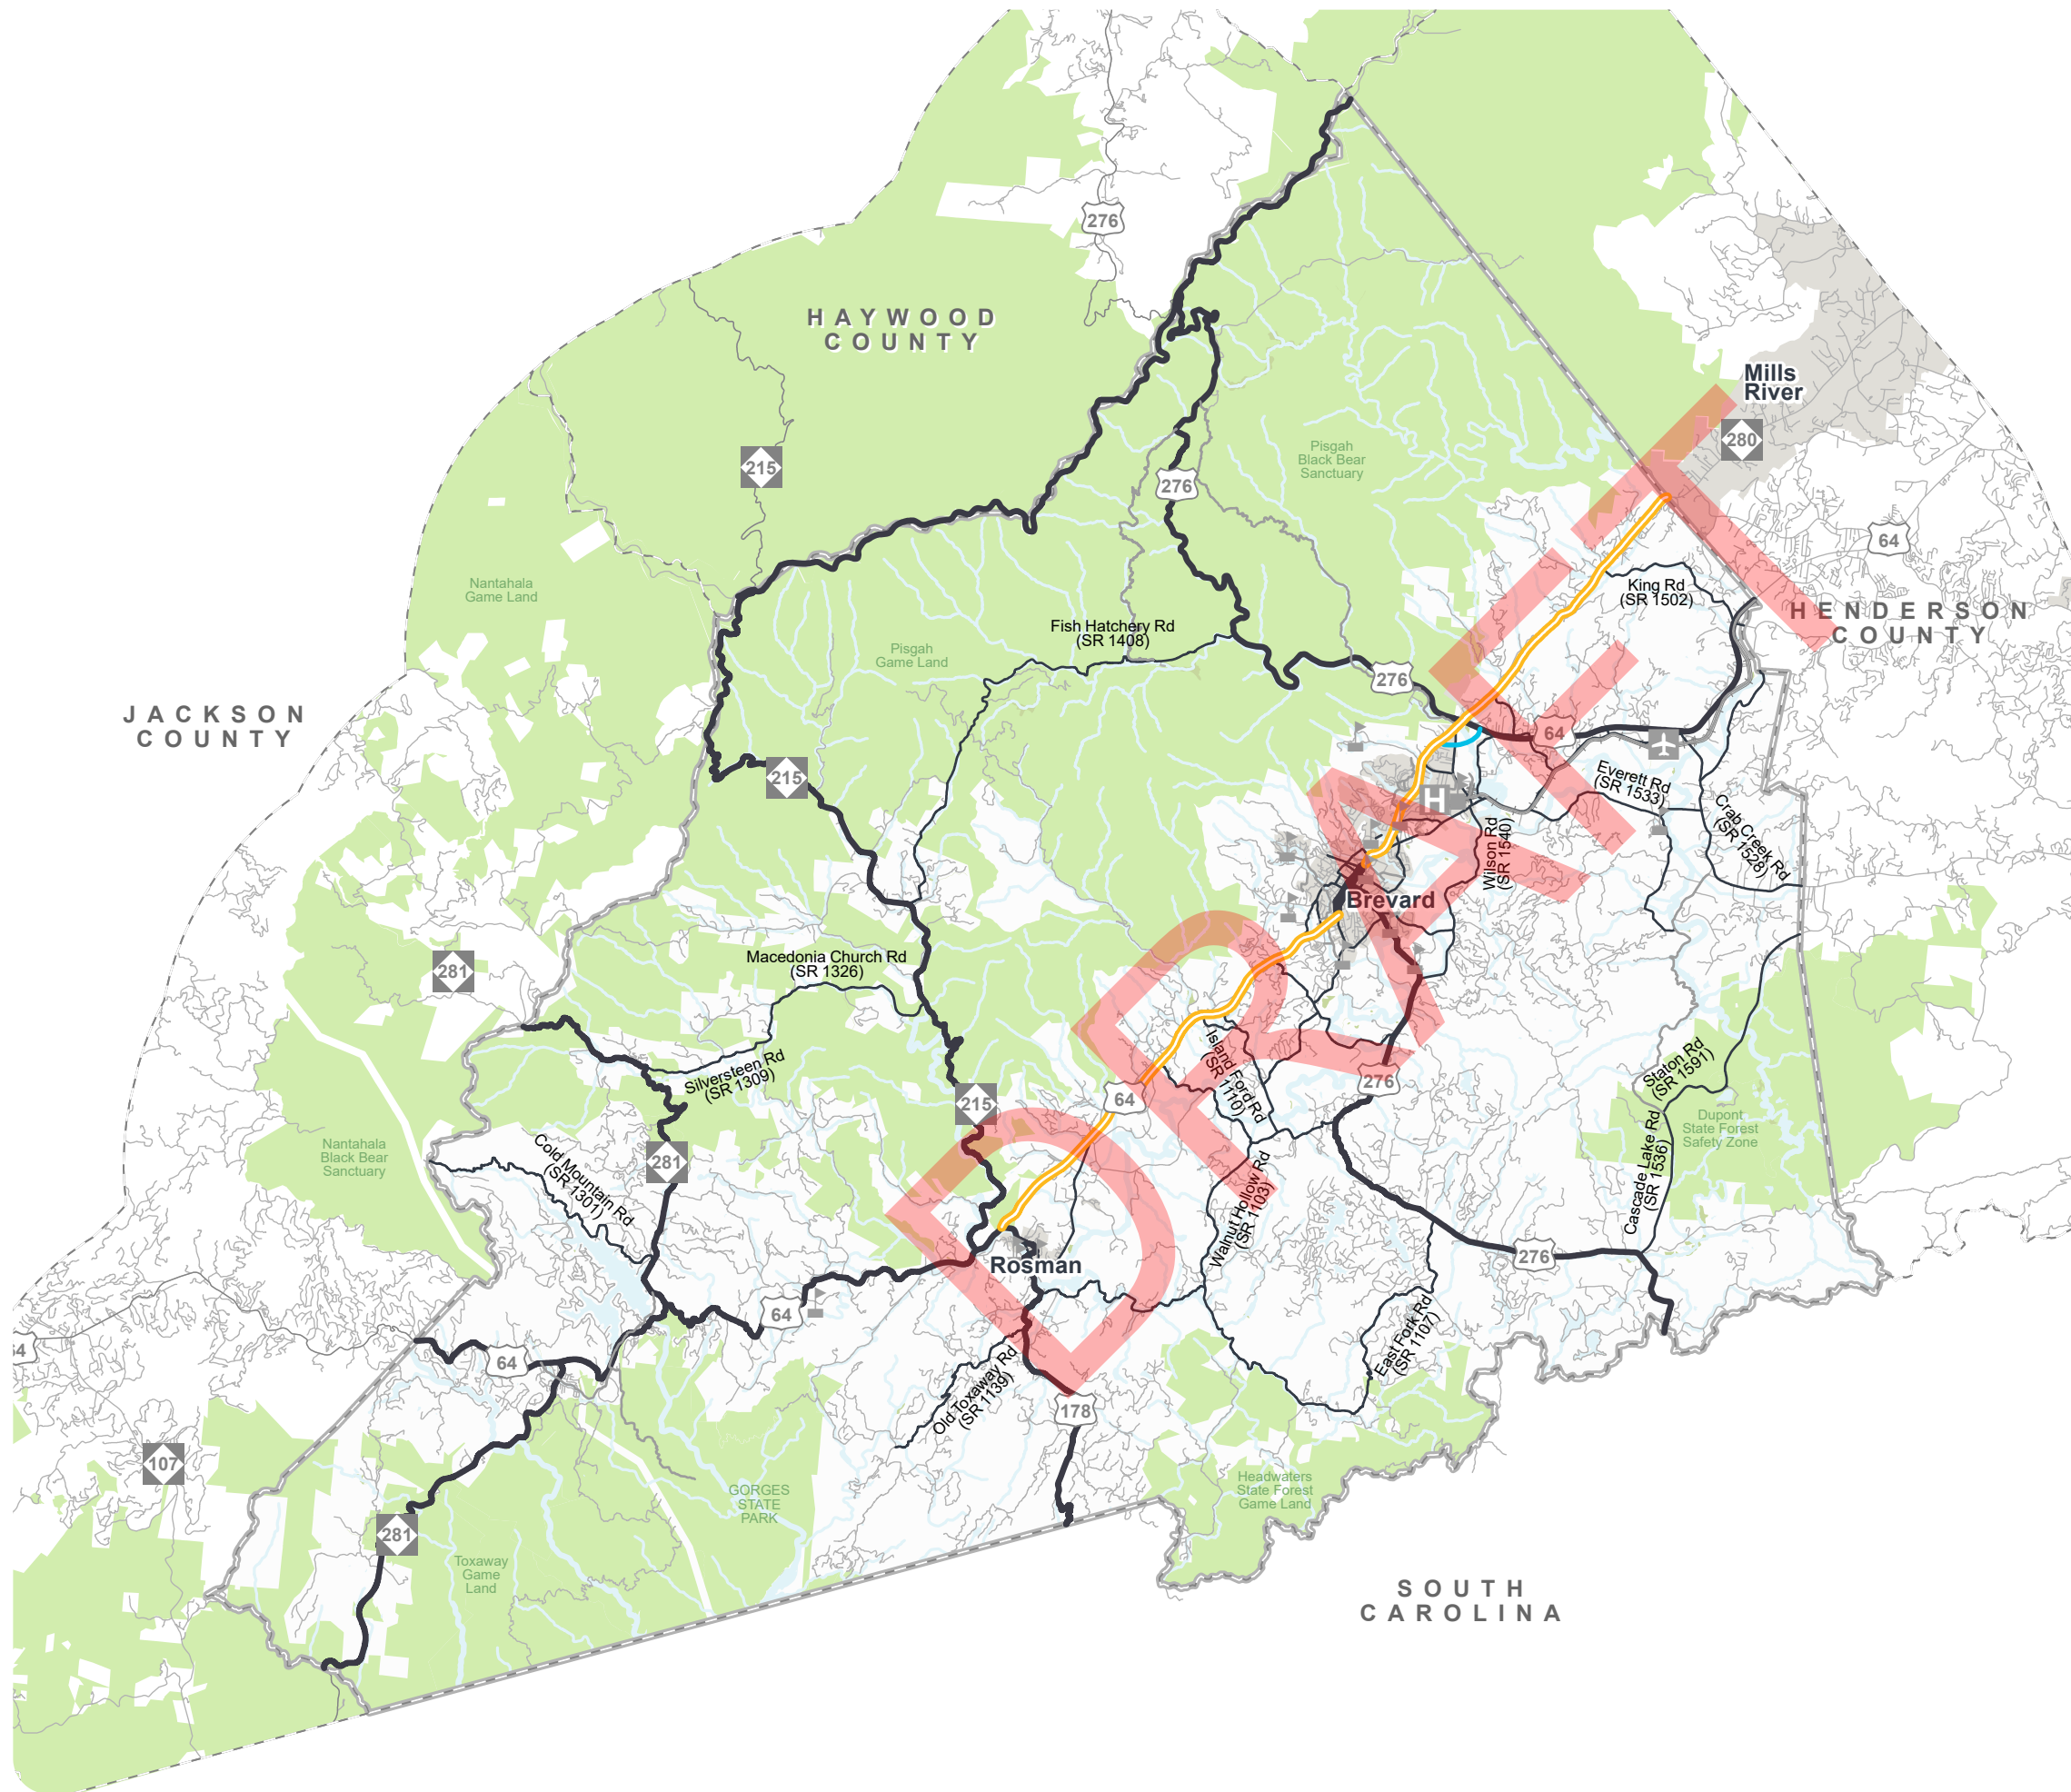 276
HAYWOOD
COUNTY
Mills
River
280
215
Pisgah
Black Bear
Sanctuary
276
64
Nantahala
Game Land
King Rd
(SR 1502)
HENDERSON
COUNTY
Fish Hatchery Rd
(SR 1408)
Pisgah
Game Land
276
JACKSON
COUNTY
64
215
Everett Rd
(SR 1533)
H
Crab Creek Rd
(SR 1528)
Wilson Rd
(SR 1540)
Brevard
Macedonia Church Rd
(SR 1326)
281
Silversteen Rd
(SR 1309)
Island Ford Rd
(SR 1110)
Staton Rd
(SR 1591)
276
215
64
Dupont
State Forest
Safety Zone
Nantahala
Black Bear
Sanctuary
Cold Mountain Rd
(SR 1301)
281
Cascade Lake Rd
(SR 1536)
Walnut Hollow Rd
(SR 1103)
276
Rosman
64
East Fork Rd
(SR 1107)
64
64
Old Toxaway Rd
(SR 1139)
178
107
GORGES
STATE
PARK
Headwaters
State Forest
Game Land
281
Toxaway
Game
Land
SOUTH
CAROLINA
DRAFT